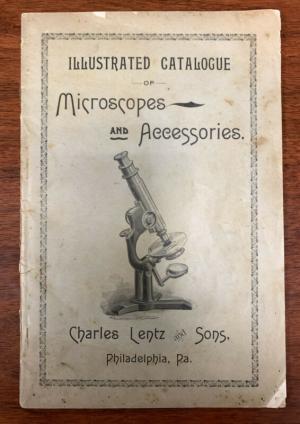 ILLUSTRATED CATALOGUE
OF
Microscopes
AND Accessories.
Charles Lentz and Sons,
Philadelphia, Pa.